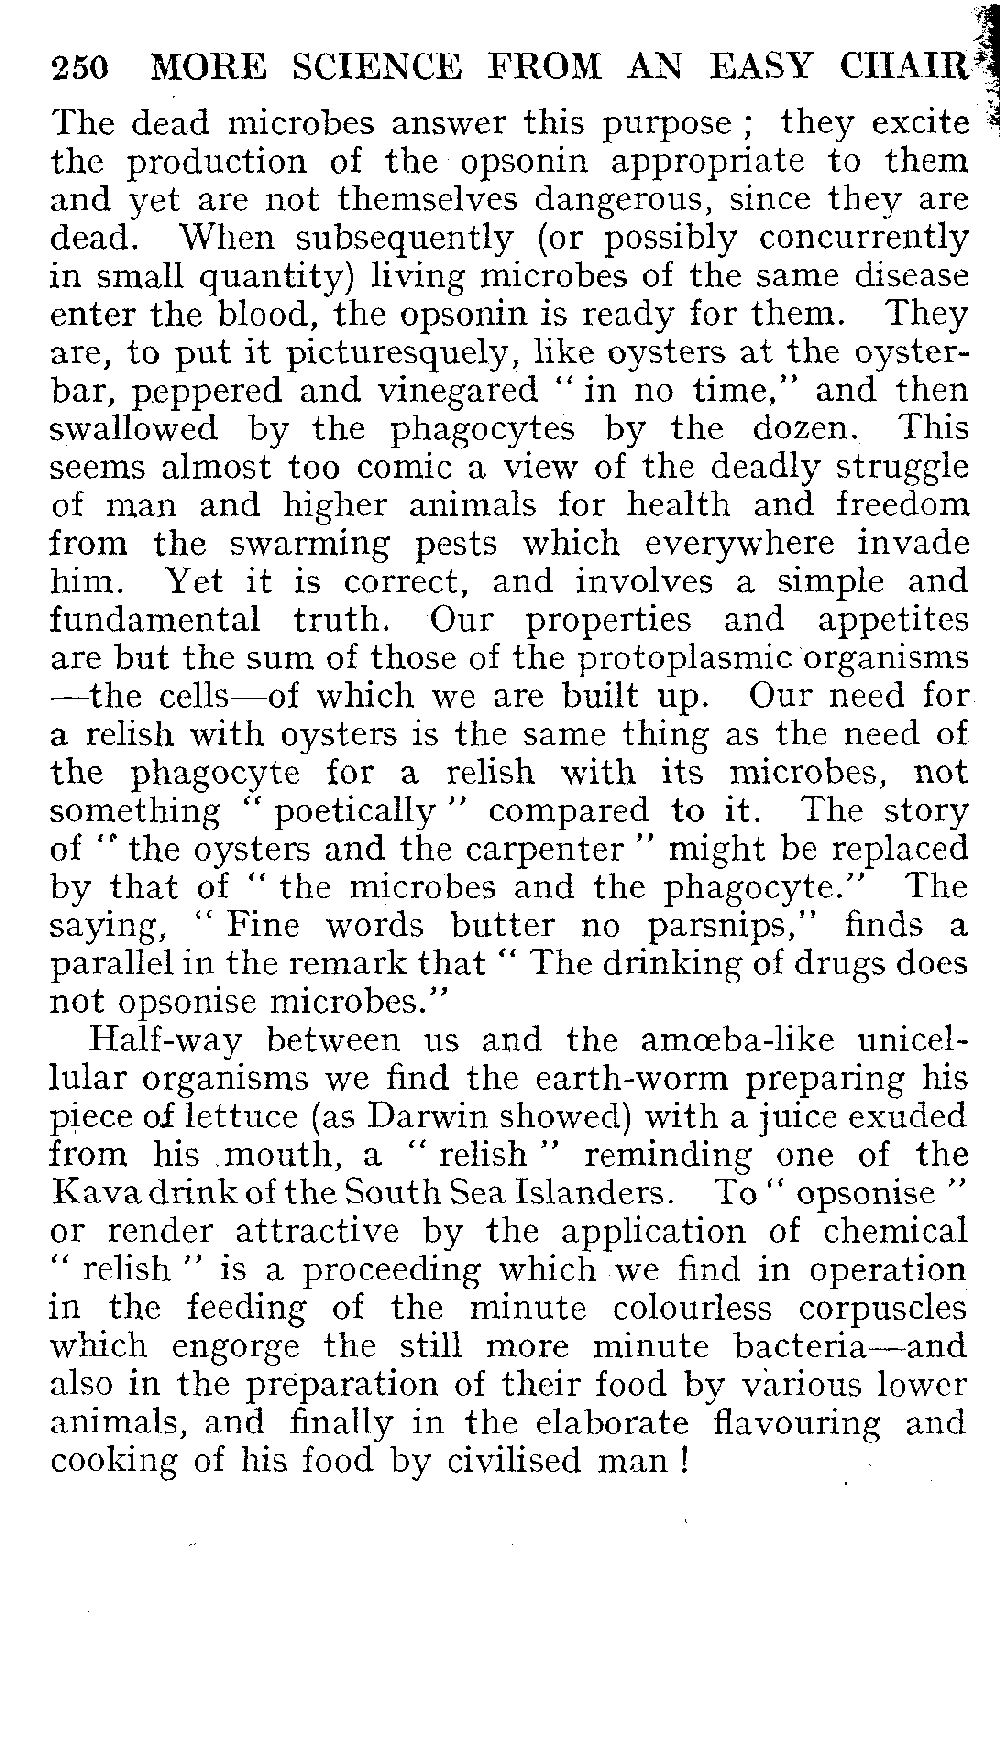 250 MORE SCIENCE FROM AN EASY CHAIR
The dead microbes answer this purpose ; they excite
the production of the opsonin appropriate to them
and yet are not themselves dangerous, since they are
dead. When subsequently (or possibly concurrently
in small quantity) living microbes of the same disease
enter the blood, the opsonin is ready for them. They
are, to put it picturesquely, like oysters at the oyster-
bar, peppered and vinegared “ in no time,” and then
swallowed by the phagocytes by the dozen. This
seems almost too comic a view of the deadly struggle
of man and higher animals for health and freedom
from the swarming pests which everywhere invade
him. Yet it is correct, and involves a simple and
fundamental truth. Our properties and appetites
are but the sum of those of the protoplasmic organisms
—the cells—of which we are built up. Our need for
a relish with oysters is the same thing as the need of
the phagocyte for a relish with its microbes, not
something “ poetically ” compared to it. The story
of “ the oysters and the carpenter ” might be replaced
by that of “ the microbes and the phagocyte.” The
saying, “ Fine words butter no parsnips,” finds a
parallel in the remark that “ The drinking of drugs does
not opsonise microbes.”
Half-way between us and the amœba-like unicel-
lular organisms we find the earth-worm preparing his
piece of lettuce (as Darwin showed) with a juice exuded
from his mouth, a “ relish ” reminding one of the
Kava drink of the South Sea Islanders. To “ opsonise ”
or render attractive by the application of chemical
“ relish ” is a proceeding which we find in operation
in the feeding of the minute colourless corpuscles
which engorge the still more minute bacteria—and
also in the preparation of their food by various lower
animals, and finally in the elaborate flavouring and
cooking of his food by civilised man !